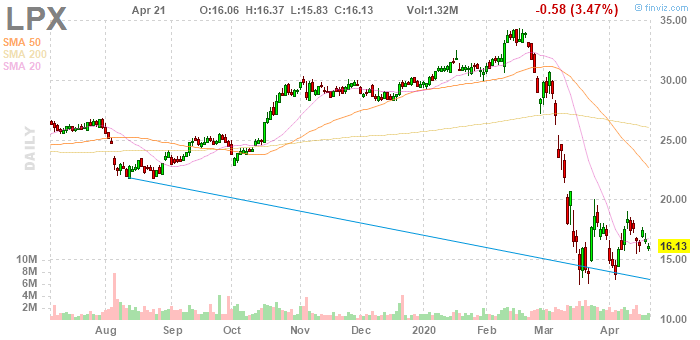 LPX Apr 21 O:16.06 H:16.37 L:15.83 C:16.13 Vol:1.32M -0.58 (3.47%) © finviz.com
SMA 50
SMA 200
SMA 20
DAILY
35.00
30.00
25.00
20.00
16.13
15.00
10.00
10M
8M
6M
4M
2M
Aug Sep Oct Nov Dec 2020 Feb Mar Apr